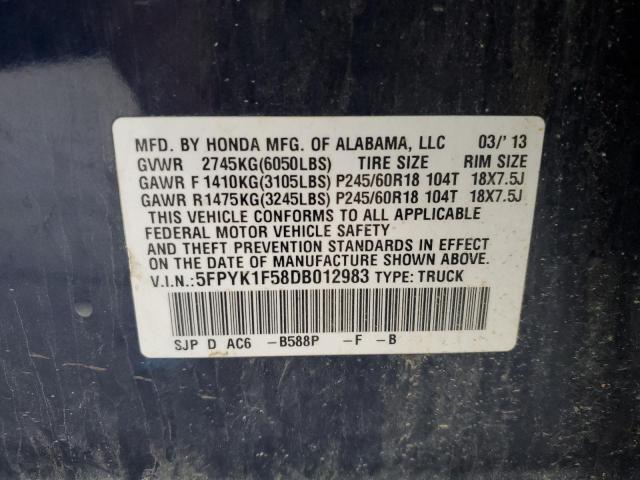 MFD. BY HONDA MFG. OF ALABAMA, LLC 03/' 13
GVWR 2745KG(6050LBS) TIRE SIZE RIM SIZE
GAWR F 1410KG(3105LBS) P245/60R18 104T 18X7.5J
GAWR R1475KG(3245LBS) P245/60R18 104T 18X7.5J
THIS VEHICLE CONFORMS TO ALL APPLICABLE
FEDERAL MOTOR VEHICLE SAFETY
AND THEFT PREVENTION STANDARDS IN EFFECT
ON THE DATE OF MANUFACTURE SHOWN ABOVE.
V.I.N.:5FPYK1F58DB012983 TYPE:TRUCK
SJP D AC6 -B588P -F -B